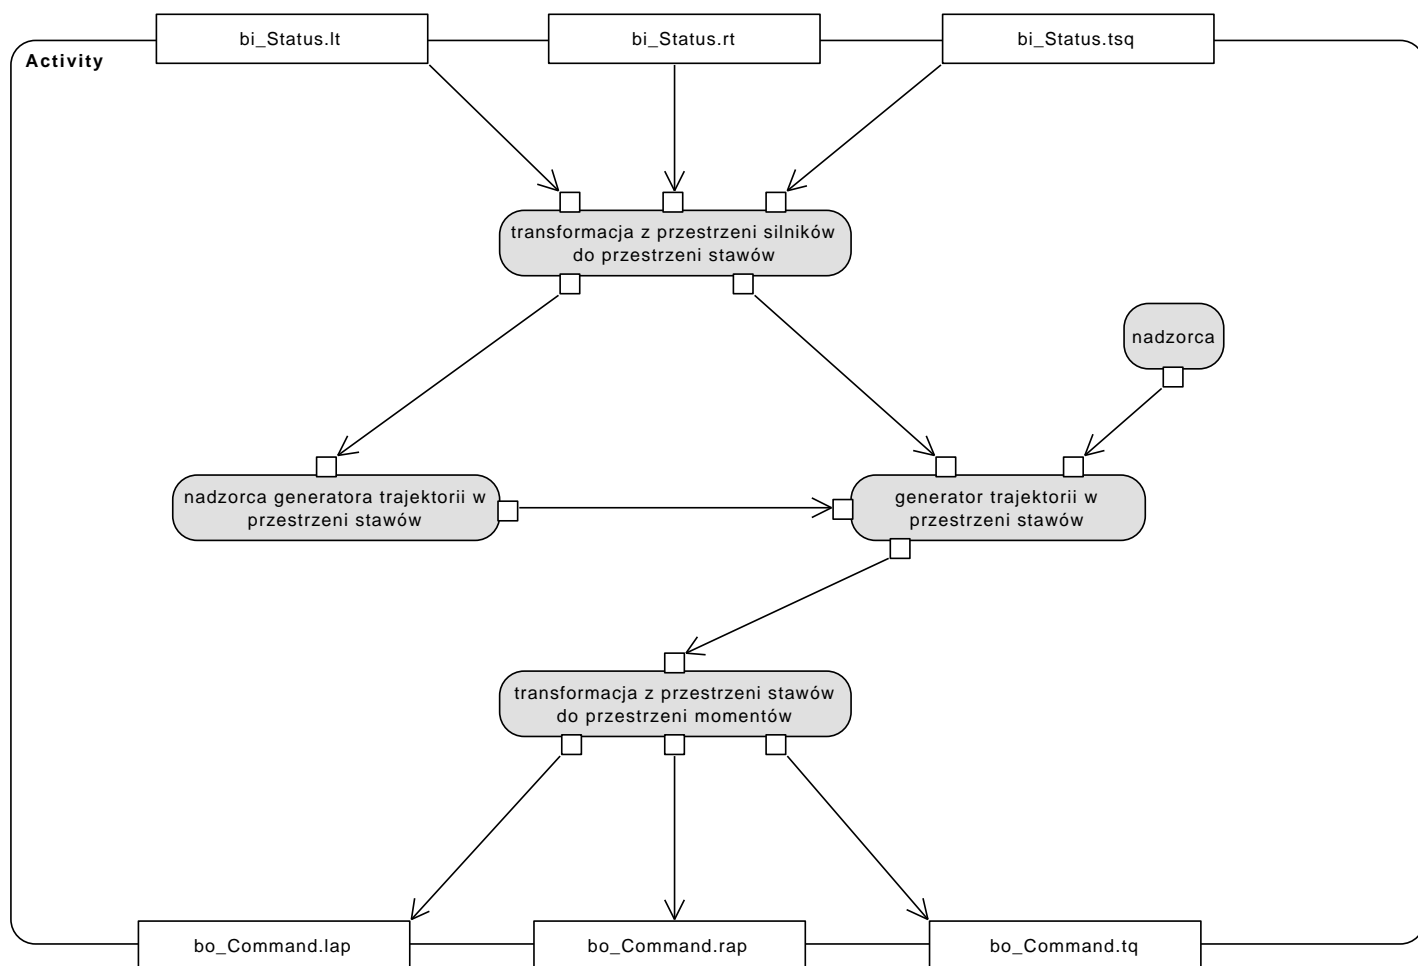 bi_Status.lt
bi_Status.rt
bi_Status.tsq
Activity
transformacja z przestrzeni silników
do przestrzeni stawów
nadzorca
nadzorca generatora trajektorii w
przestrzeni stawów
generator trajektorii w
przestrzeni stawów
transformacja z przestrzeni stawów
do przestrzeni momentów
bo_Command.lap
bo_Command.rap
bo_Command.tq